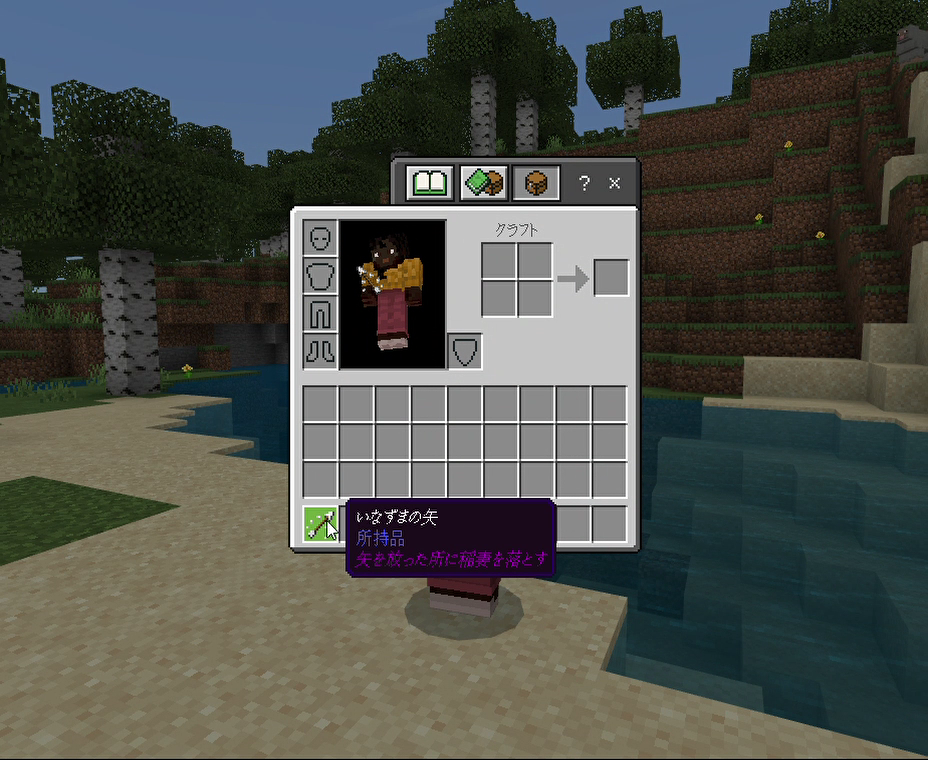 ? ×
クラフト
いなずまの矢
所持品
矢を放った所に稲妻を落とす